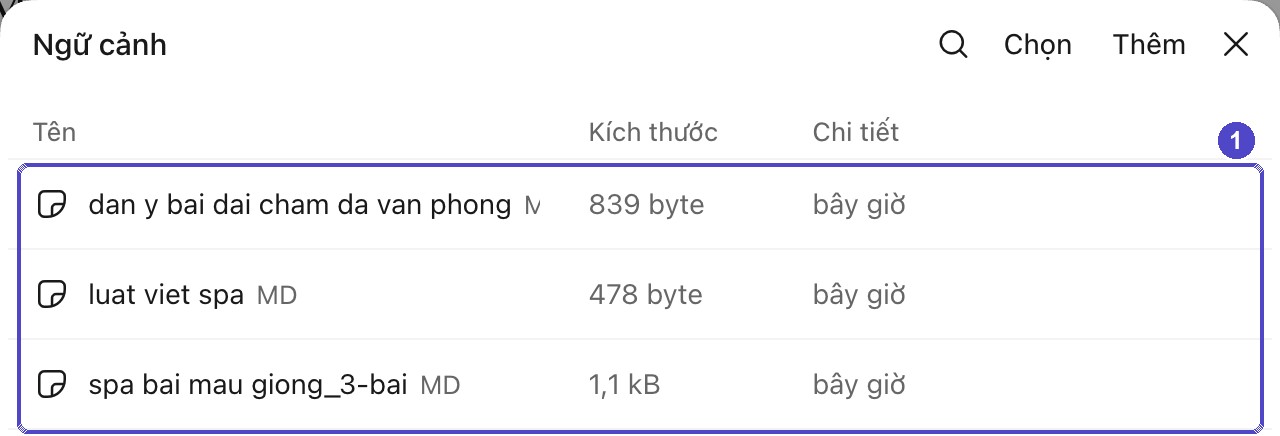 Ngữ cảnh
Chọn
Thêm
Tên
Kích thước
Chi tiết
1
dan y bai dai cham da van phong
839 byte
bây giờ
luat viet spa MD
478 byte
bây giờ
spa bai mau giong_3-bai MD
1,1 kB
bây giờ